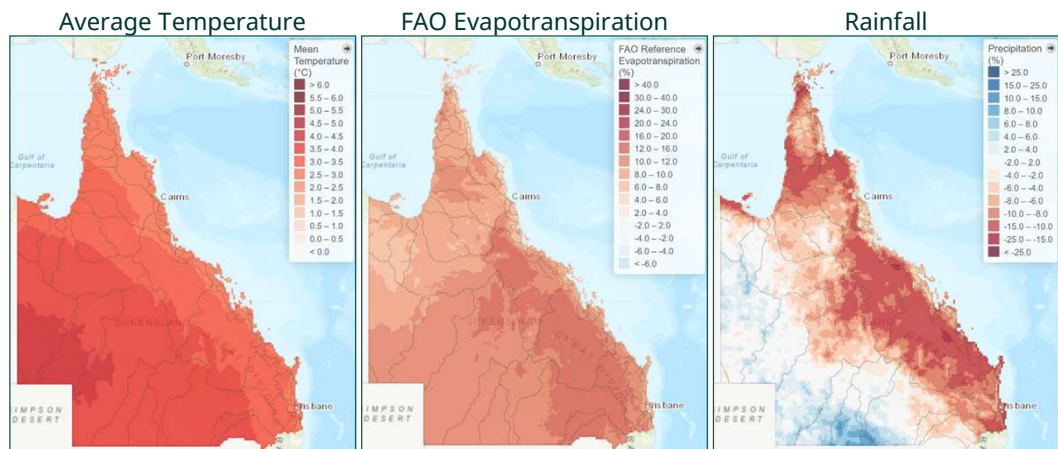 Average Temperature
FAO Evapotranspiration
Rainfall
Port Moresby
Gulf of
Carpentaria
Cairns
QUEENSLAND
SIMPSON
DESERT
Brisbane
Mean
Temperature
(°C)
> 6.0
5.5 – 6.0
5.0 – 5.5
4.5 – 5.0
4.0 – 4.5
3.5 – 4.0
3.0 – 3.5
2.5 – 3.0
2.0 – 2.5
1.5 – 2.0
1.0 – 1.5
0.5 – 1.0
0.0 – 0.5
< 0.0
Port Moresby
Gulf of
Carpentaria
Cairns
IMPSON
DESERT
Brisbane
FAO Reference
Evapotranspiration
(%)
> 40.0
30.0 – 40.0
24.0 – 30.0
20.0 – 24.0
16.0 – 20.0
12.0 – 16.0
10.0 – 12.0
8.0 – 10.0
6.0 – 8.0
4.0 – 6.0
2.0 – 4.0
-2.0 – 2.0
-4.0 – -2.0
-6.0 – -4.0
< -6.0
Port Moresby
Gulf of
Carpentaria
Cairns
IMPSON
DESERT
Brisbane
Precipitation
(%)
> 25.0
15.0 – 25.0
10.0 – 15.0
8.0 – 10.0
6.0 – 8.0
4.0 – 6.0
2.0 – 4.0
-2.0 – 2.0
-4.0 – -2.0
-6.0 – -4.0
-8.0 – -6.0
-10.0 – -8.0
-15.0 – -10.0
-25.0 – -15.0
< -25.0